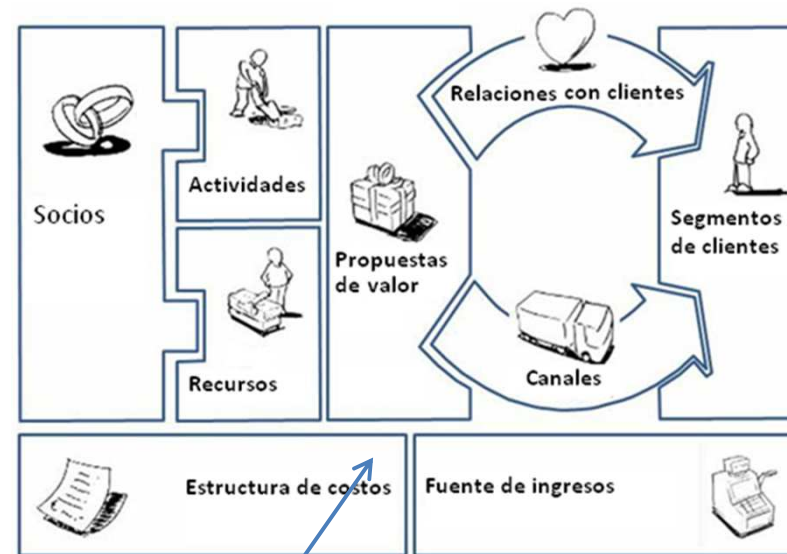 Socios
Actividades
Recursos
Propuestas
de valor
Relaciones con clientes
Canales
Segmentos
de clientes
Estructura de costos
Fuente de ingresos